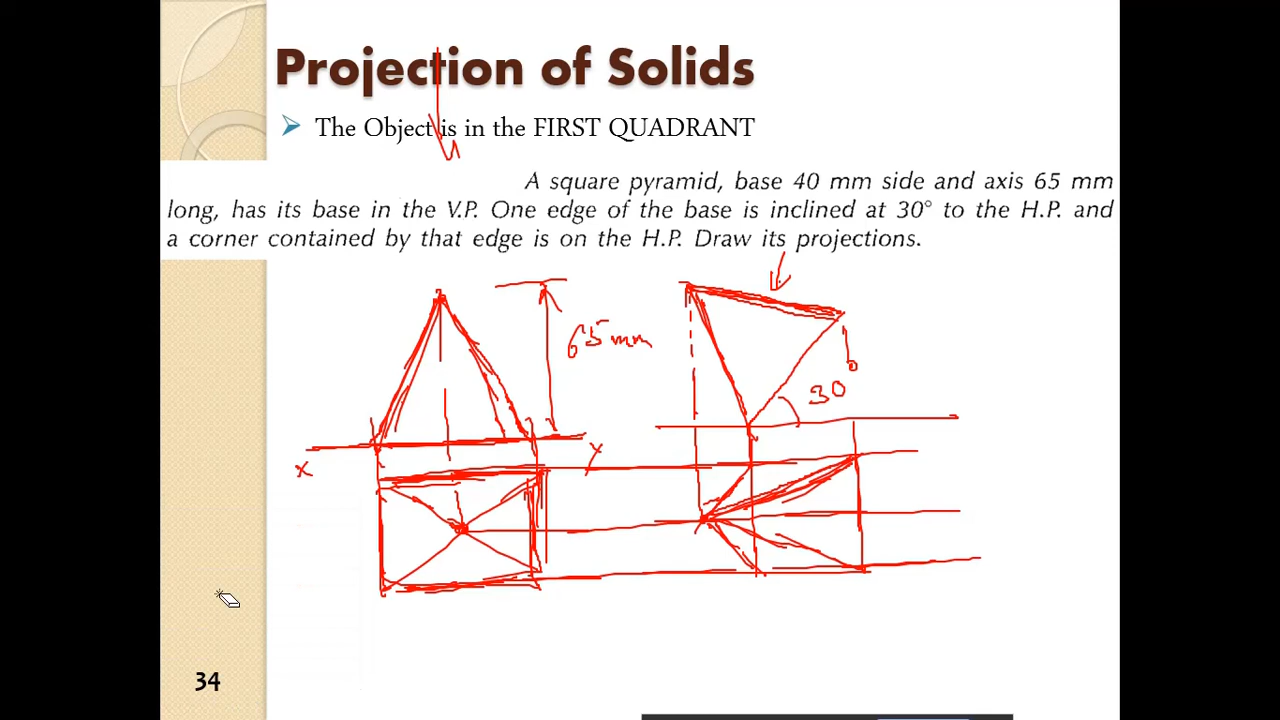 Projection of Solids
The Object is in the FIRST QUADRANT
A square pyramid, base 40 mm side and axis 65 mm
long, has its base in the V.P. One edge of the base is inclined at 30° to the H.P. and
a corner contained by that edge is on the H.P. Draw its projections.
65mm
30
x
y
34